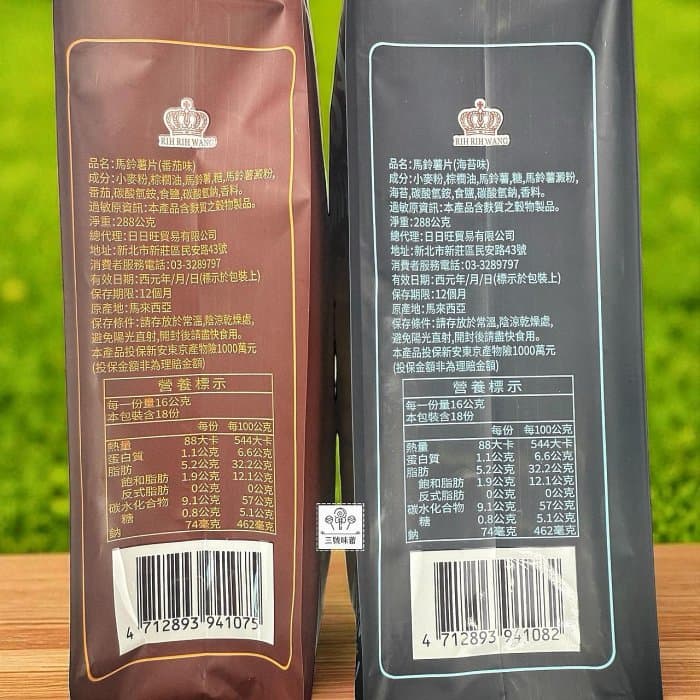 RIH RIH WANG
品名:馬鈴薯片(番茄味)
成分:小麥粉,棕櫚油,馬鈴薯,糖,馬鈴薯澱粉,
番茄,碳酸氫銨,食鹽,碳酸氫鈉,香料。
過敏原資訊:本產品含麩質之穀物製品。
淨重:288公克
總代理:日日旺貿易有限公司
地址:新北市新莊區民安路43號
消費者服務電話:03-3289797
有效日期:西元年/月/日(標示於包裝上)
保存期限:12個月
原產地:馬來西亞
保存條件:請存放於常溫,陰涼乾燥處,
避免陽光直射,開封後請盡快食用。
本產品投保新安東京產物險1000萬元
(投保金額非為理賠金額)
營養標示
每一份量16公克
本包裝含18份
每份 每100公克
熱量 88大卡 544大卡
蛋白質 1.1公克 6.6公克
脂肪 5.2公克 32.2公克
飽和脂肪 1.9公克 12.1公克
反式脂肪 0公克 0公克
碳水化合物 9.1公克 57公克
糖 0.8公克 5.1公克
鈉 74毫克 462毫克
4 712893 941075
RIH RIH WANG
品名:馬鈴薯片(海苔味)
成分:小麥粉,棕櫚油,馬鈴薯,糖,馬鈴薯澱粉,
海苔,碳酸氫銨,食鹽,碳酸氫鈉,香料。
過敏原資訊:本產品含麩質之穀物製品。
淨重:288公克
總代理:日日旺貿易有限公司
地址:新北市新莊區民安路43號
消費者服務電話:03-3289797
有效日期:西元年/月/日(標示於包裝上)
保存期限:12個月
原產地:馬來西亞
保存條件:請存放於常溫,陰涼乾燥處,
避免陽光直射,開封後請盡快食用。
本產品投保新安東京產物險1000萬元
(投保金額非為理賠金額)
營養標示
每一份量16公克
本包裝含18份
每份 每100公克
熱量 88大卡 544大卡
蛋白質 1.1公克 6.6公克
脂肪 5.2公克 32.2公克
飽和脂肪 1.9公克 12.1公克
反式脂肪 0公克 0公克
碳水化合物 9.1公克 57公克
糖 0.8公克 5.1公克
鈉 74毫克 462毫克
4 712893 941082
三號味蕾